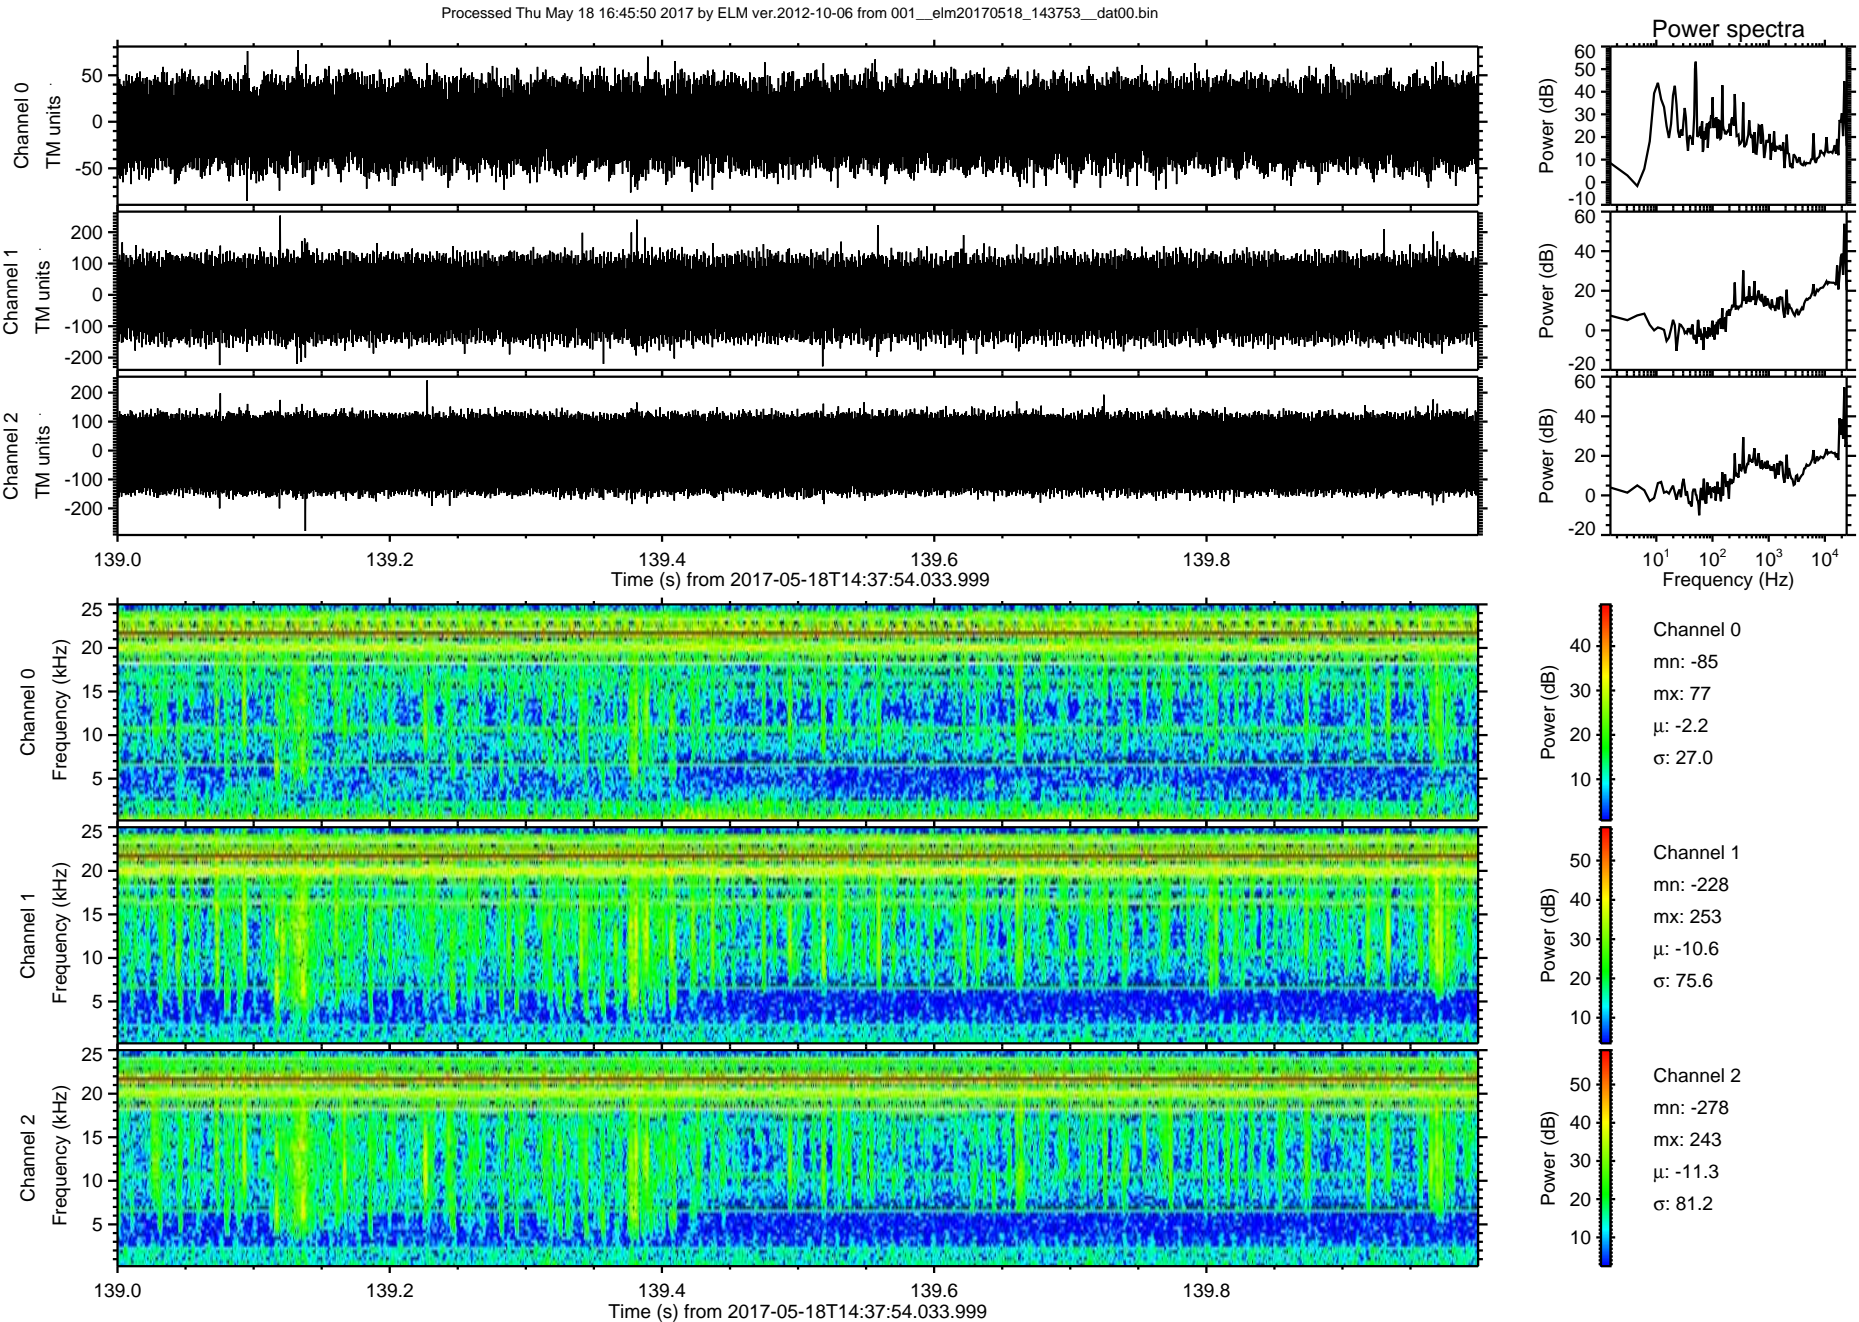 Processed Thu May 18 16:45:50 2017 by ELM ver.2012-10-06 from 001__elm20170518_143753__dat00.bin
Power spectra
Channel 0
TM units
50
0
-50
Power (dB)
60
50
40
30
20
10
0
-10
Channel 1
TM units
200
100
0
-100
-200
Power (dB)
60
40
20
0
-20
Channel 2
TM units
200
100
0
-100
-200
Power (dB)
60
40
20
0
-20
139.0 139.2 139.4 139.6 139.8
Time (s) from 2017-05-18T14:37:54.033.999
10¹ 10² 10³ 10⁴
Frequency (Hz)
Channel 0
Frequency (kHz)
25
20
15
10
5
Power (dB)
40
30
20
10
Channel 0
mn: -85
mx: 77
μ: -2.2
σ: 27.0
Channel 1
Frequency (kHz)
25
20
15
10
5
Power (dB)
50
40
30
20
10
Channel 1
mn: -228
mx: 253
μ: -10.6
σ: 75.6
Channel 2
Frequency (kHz)
25
20
15
10
5
Power (dB)
50
40
30
20
10
Channel 2
mn: -278
mx: 243
μ: -11.3
σ: 81.2
139.0 139.2 139.4 139.6 139.8
Time (s) from 2017-05-18T14:37:54.033.999